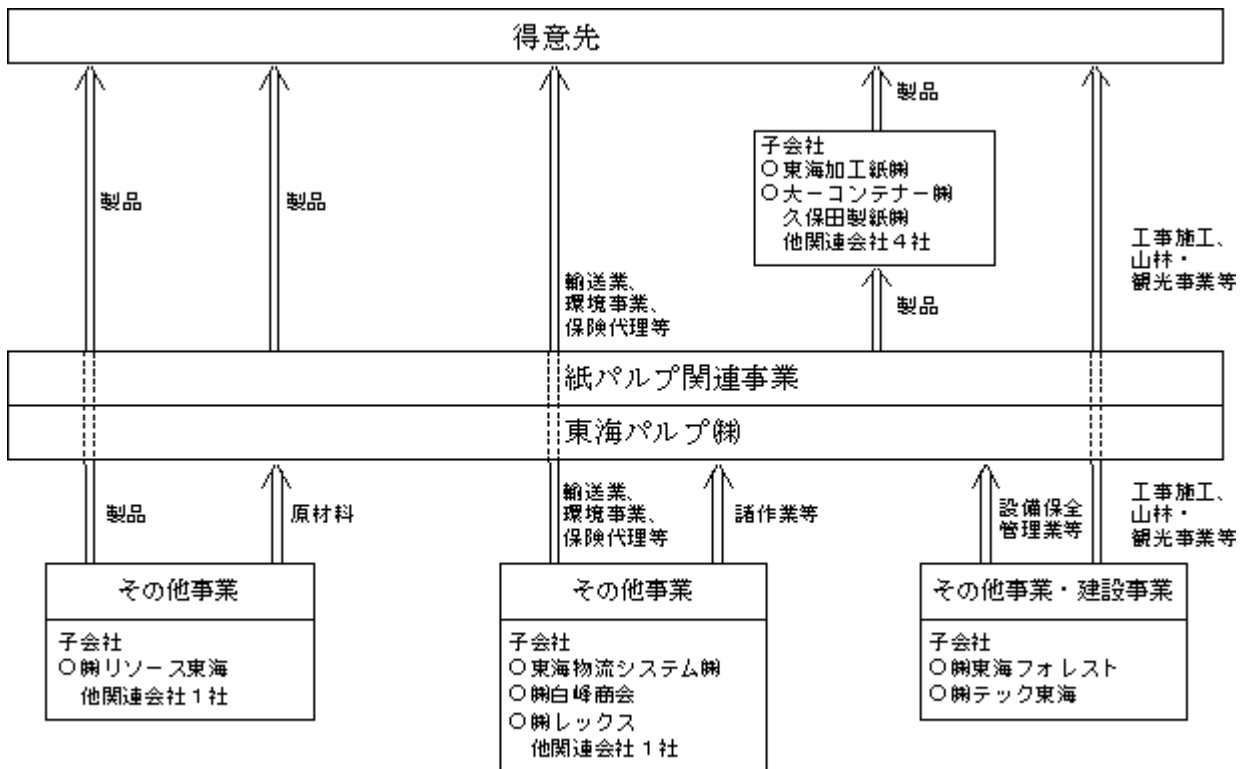 得意先
製品
製品
輸送業、
環境事業、
保険代理等
製品
子会社
○東海加工紙㈱
○大一コンテナー㈱
久保田製紙㈱
他関連会社4社
製品
工事施工、
山林・
観光事業等
紙パルプ関連事業
東海パルプ㈱
製品
原材料
輸送業、
環境事業、
保険代理等
諸作業等
設備保全
管理業等
工事施工、
山林・
観光事業等
その他事業
子会社
○㈱リソース東海
他関連会社1社
その他事業
子会社
○東海物流システム㈱
○㈱白峰商会
○㈱レックス
他関連会社1社
その他事業・建設事業
子会社
○㈱東海フォレスト
○㈱テック東海